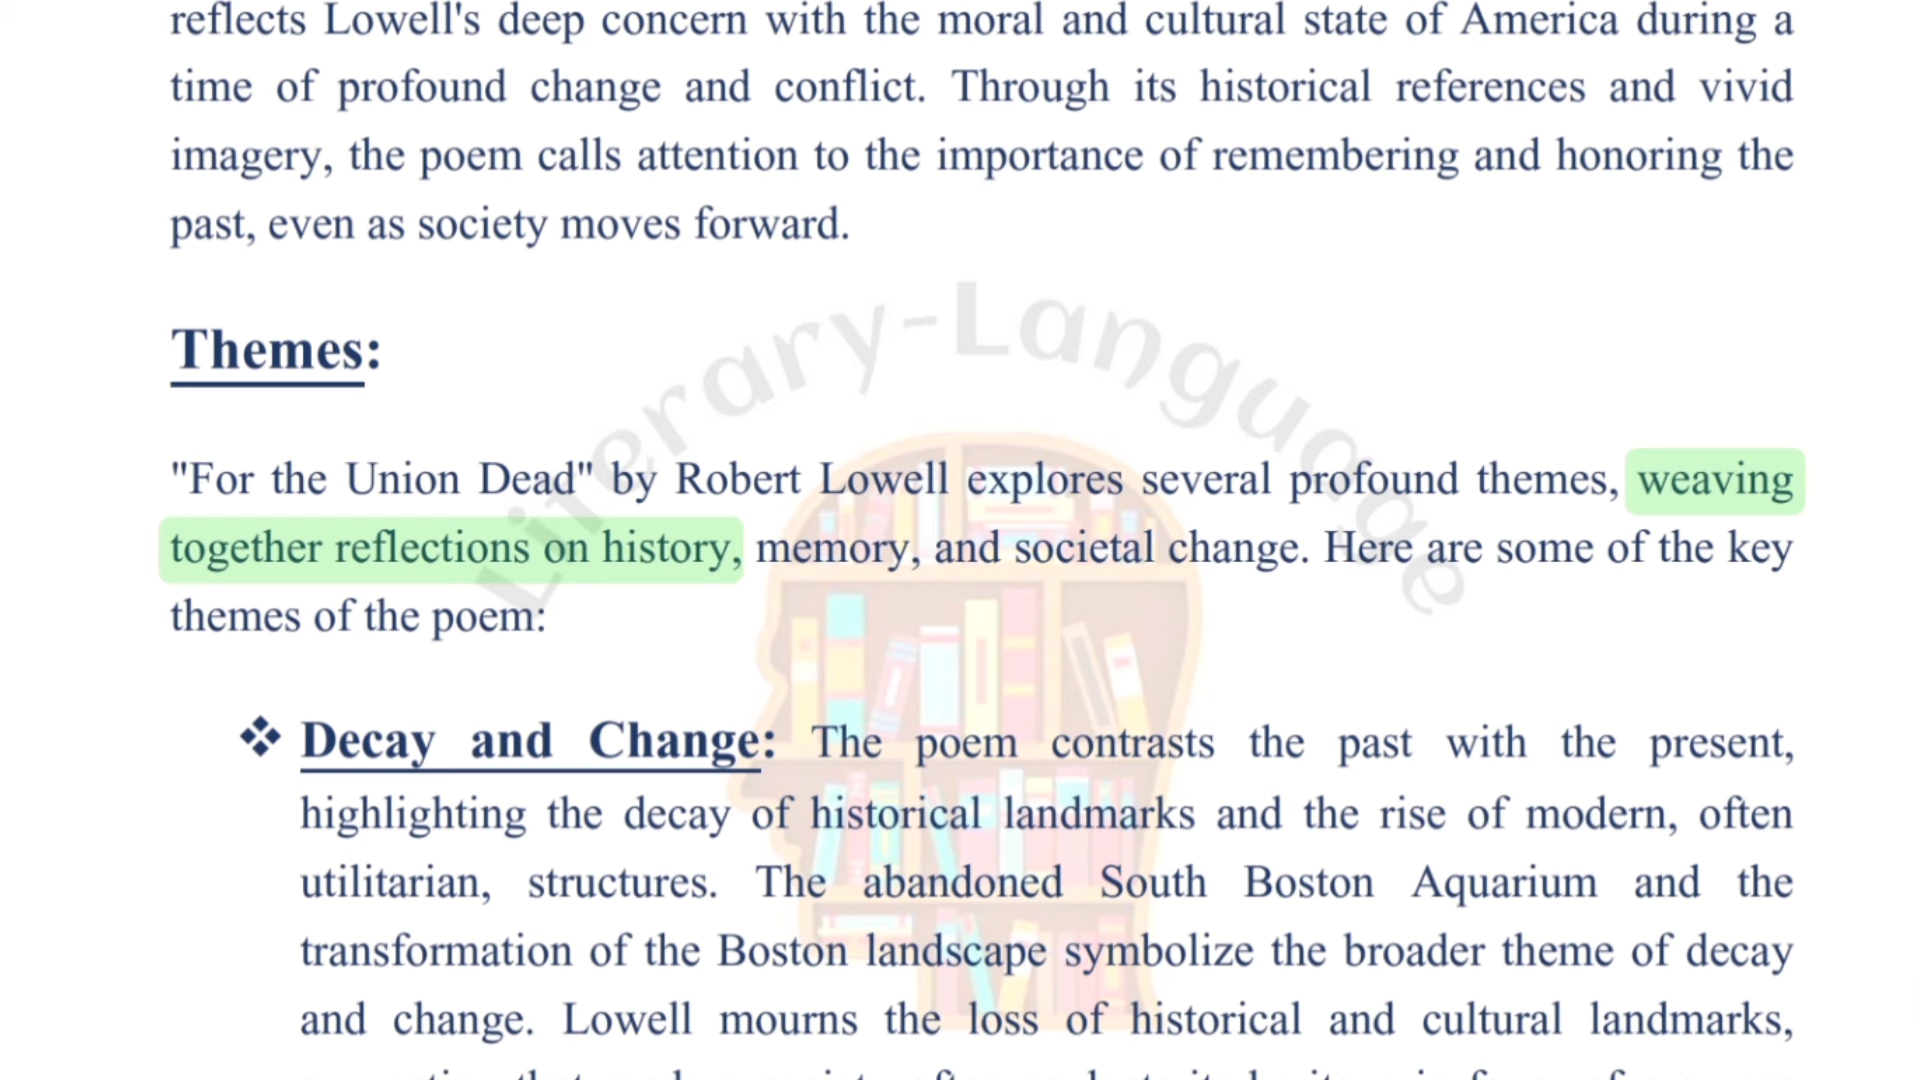 reflects Lowell's deep concern with the moral and cultural state of America during a
time of profound change and conflict. Through its historical references and vivid
imagery, the poem calls attention to the importance of remembering and honoring the
past, even as society moves forward.
Literary-Language
Themes:
"For the Union Dead" by Robert Lowell explores several profound themes, weaving
together reflections on history, memory, and societal change. Here are some of the key
themes of the poem:
❖ Decay and Change: The poem contrasts the past with the present,
highlighting the decay of historical landmarks and the rise of modern, often
utilitarian, structures. The abandoned South Boston Aquarium and the
transformation of the Boston landscape symbolize the broader theme of decay
and change. Lowell mourns the loss of historical and cultural landmarks,